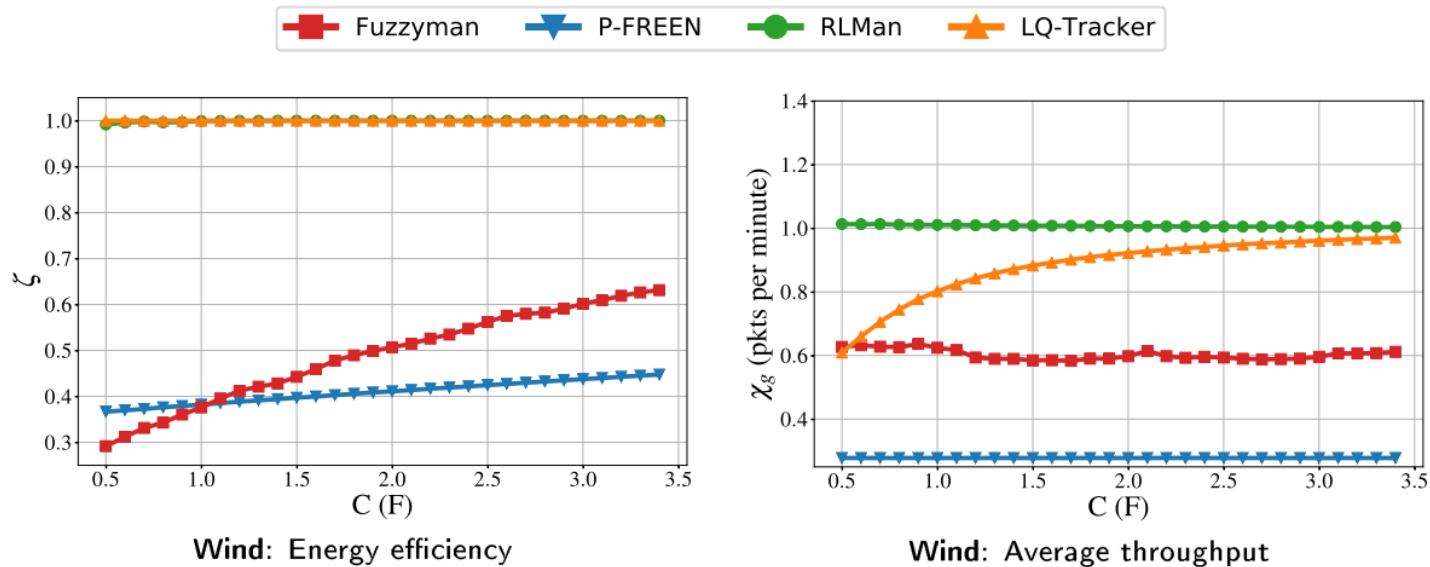 Fuzzyman P-FREEN RLMan LQ-Tracker
1.0
0.9
0.8
0.7
0.6
0.5
0.4
0.3
ζ
0.5 1.0 1.5 2.0 2.5 3.0 3.5
C (F)
Wind: Energy efficiency
1.4
1.2
1.0
0.8
0.6
0.4
χg (pkts per minute)
0.5 1.0 1.5 2.0 2.5 3.0 3.5
C (F)
Wind: Average throughput